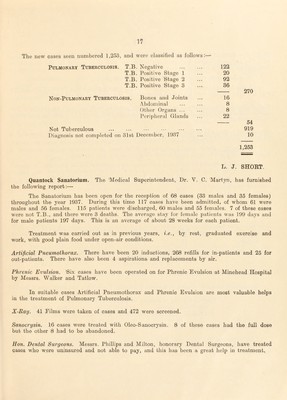 17
The new cases seen numbered 1,255, and were classified as follows:—
Pulmonary Tuberculosis. T.B. Negative ... ... 122
T.B. Positive Stage 1 ... 20
T.B. Positive Stage 2 ... 92
T.B. Positive Stage 3 ... 36
270
Non-Pulmonary Tuberculosis. Bones and Joints ... 16
Abdominal ... ... 8
Other Organs ... ... 8
Peripheral Glands ... 22
54
Not Tuberculous ... ... ... ... ... 919
Diagnosis not completed on 31st December, 1937 ... ... 10
1,255
L. J. SHORT.
Quantock Sanatorium. The Medical Superintendent, Dr. V. C. Martyn, has furnished
the following report:—
The Sanatorium has been open for the reception of 68 cases (35 males and 33 females)
throughout the year 1937. During this time 117 cases have been admitted, of whom 61 were
males and 56 females. 115 patients were discharged, 60 males and 55 females. 7 of these cases
were not T.B., and there were 3 deaths. The average stay for female patients was 199 days and
for male patients 197 days. This is an average of about 28 weeks for each patient.
Treatment was carried out as in previous years, i.e., by rest, graduated exercise and
work, with good plain food under open-air conditions.
Artificial Pneumothorax. There have been 20 inductions, 268 refills for in-patients and 25 for
out-patients. There have also been 4 aspirations and replacements by air.
Phrenic Evulsion. Six cases have been operated on for Phrenic Evulsion at Minehead Hospital
by Messrs. Walker and Tatlow.
In suitable cases Artificial Pneumothorax and Phrenic Evulsion are most valuable helps
in the treatment of Pulmonary Tuberculosis.
X-Ray. 41 Films were taken of cases and 472 were screened.
Sanocrysin. 16 cases were treated with Oleo-Sanocrysin. 8 of these cases had the full dose
but the other 8 had to be abandoned.
Hon. Dental Surgeons. Messrs. Phillips and Milton, honorary Dental Surgeons, have treated
cases who were uninsured and not able to pay, and this has been a great help in treatment,